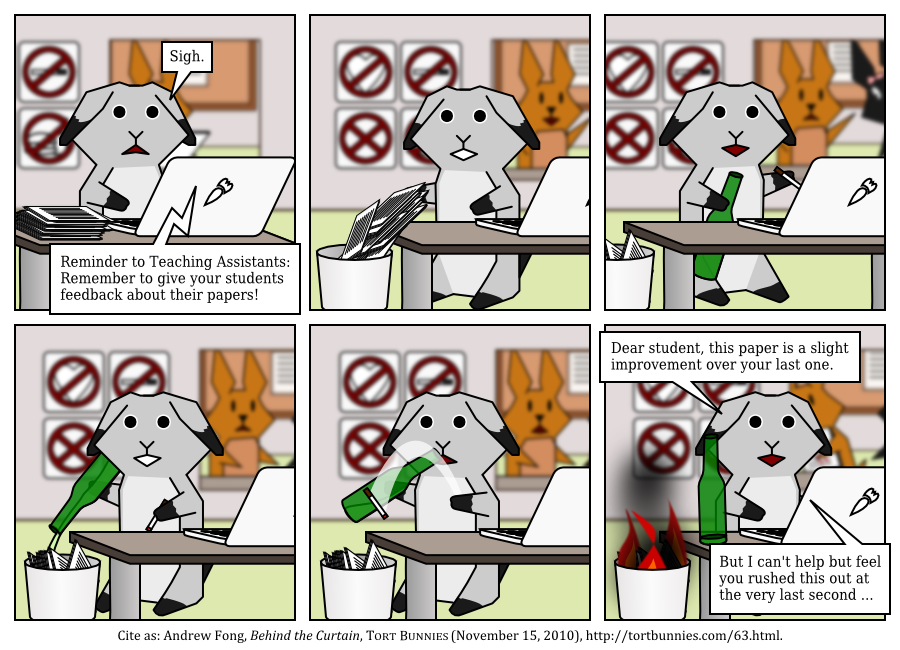 Sigh.
Reminder to Teaching Assistants:
Remember to give your students
feedback about their papers!
Dear student, this paper is a slight
improvement over your last one.
But I can't help but feel
you rushed this out at
the very last second ...
Cite as: Andrew Fong, Behind the Curtain, TORT BUNNIES (November 15, 2010), http://tortbunnies.com/63.html.